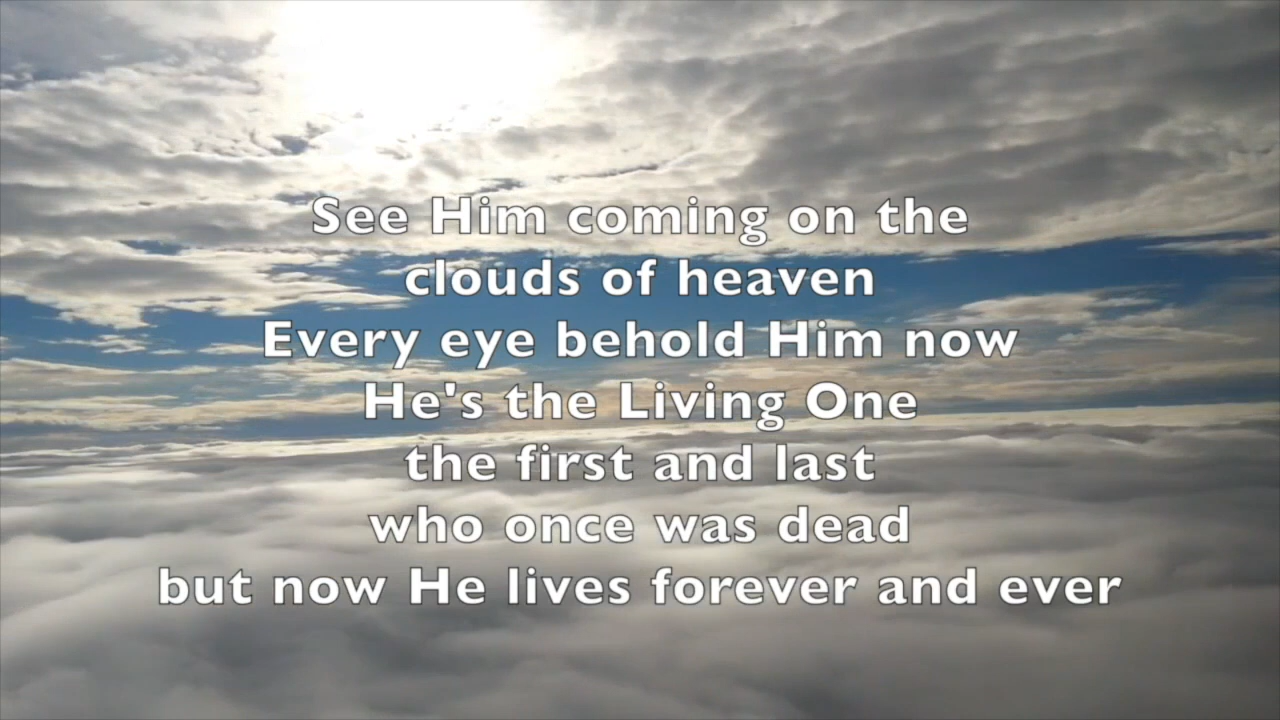 See Him coming on the
clouds of heaven
Every eye behold Him now
He's the Living One
the first and last
who once was dead
but now He lives forever and ever